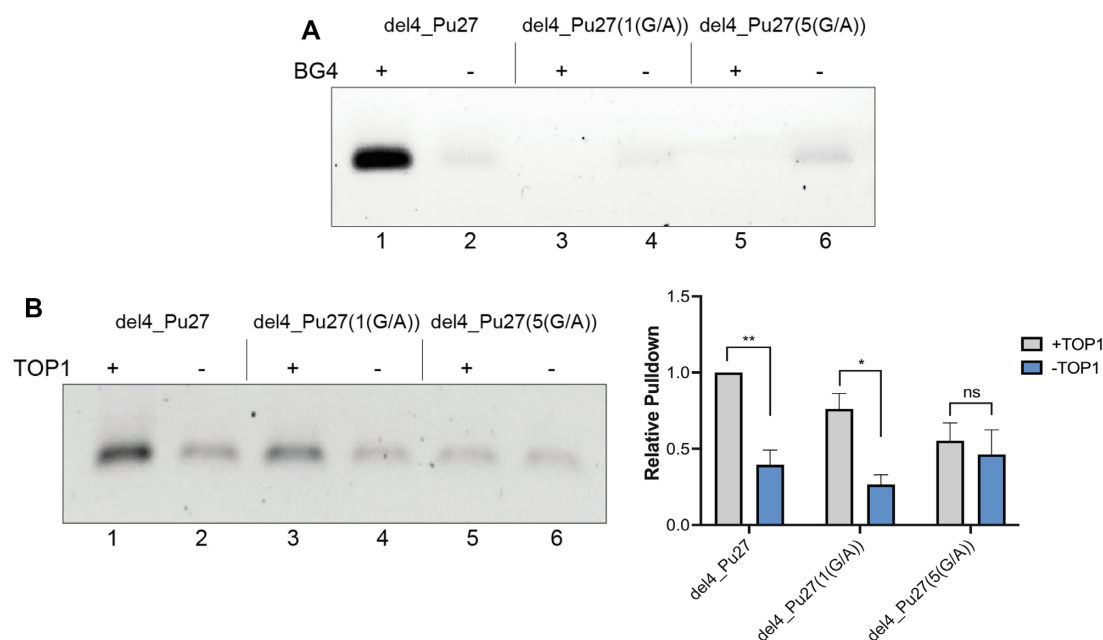 A
del4_Pu27 del4_Pu27(1(G/A)) del4_Pu27(5(G/A))
BG4 + - + - + -
1 2 3 4 5 6
B
del4_Pu27 del4_Pu27(1(G/A)) del4_Pu27(5(G/A))
TOP1 + - + - + -
1 2 3 4 5 6
Relative Pulldown
1.5
1.0
0.5
0.0
** * ns
del4_Pu27 del4_Pu27(1(G/A)) del4_Pu27(5(G/A))
+TOP1
-TOP1